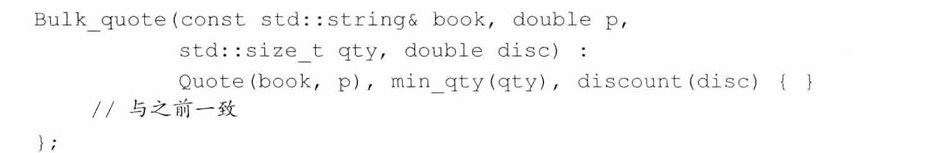 Bulk_quote(const std::string& book, double p,
           std::size_t qty, double disc) :
           Quote(book, p), min_qty(qty), discount(disc) { }
    // 与之前一致
};